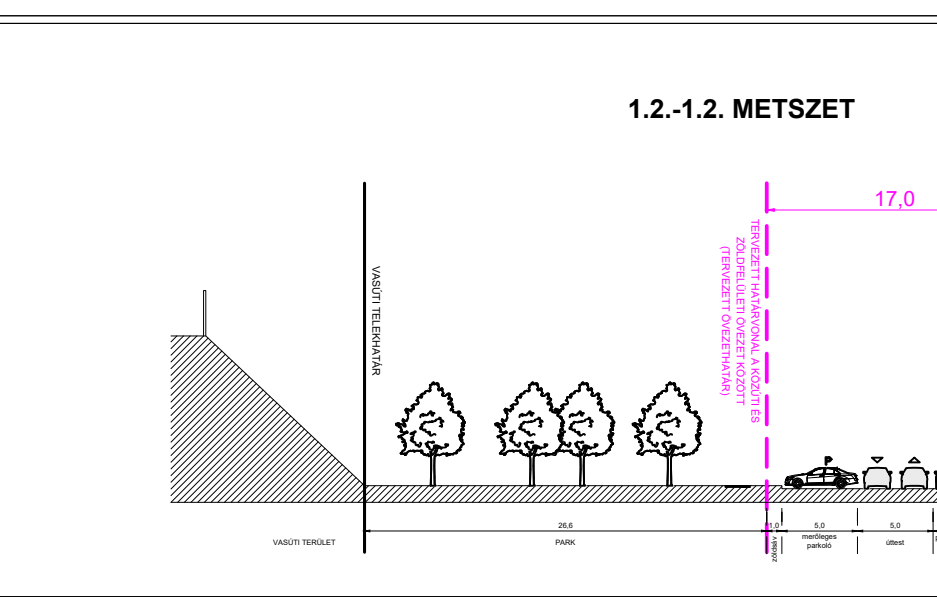 1.2.-1.2. METSZET
17,0
VASÚTI TELEKHATÁR
TERVEZETT HATÁRVONAL A KÖZÚTI ÉS
ZÖLDFELÜLETI ÖVEZET KÖZÖTT
(TERVEZETT ÖVEZETHATÁR)
P
26,6
1,0
5,0
5,0
VASÚTI TERÜLET
PARK
zöldsáv
merőleges
parkoló
úttest